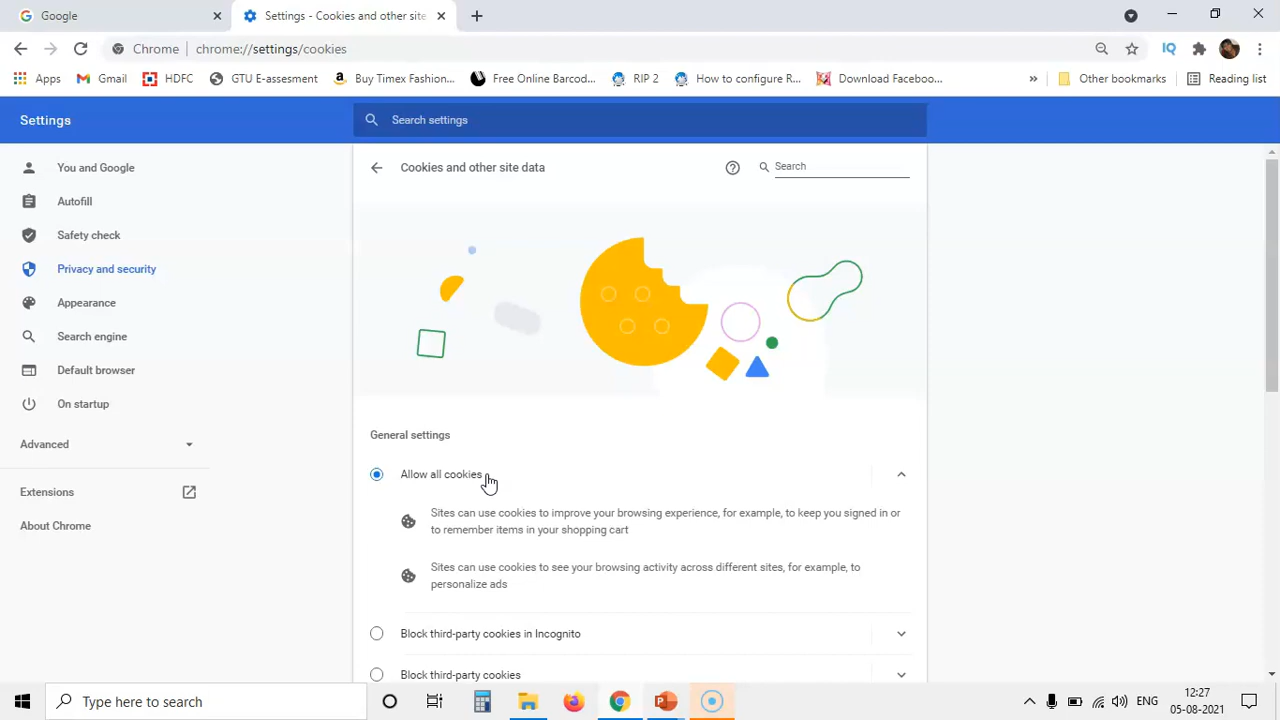 Google
Settings - Cookies and other site
Chrome
chrome://settings/cookies
IQ
Apps
Gmail
HDFC
GTU E-assesment
Buy Timex Fashion...
Free Online Barcod...
RIP 2
How to configure R...
Download Faceboo...
»
Other bookmarks
Reading list
Settings
Search settings
You and Google
Autofill
Safety check
Privacy and security
Appearance
Search engine
Default browser
On startup
Advanced
Extensions
About Chrome
Cookies and other site data
Search
General settings
Allow all cookies
Sites can use cookies to improve your browsing experience, for example, to keep you signed in or
to remember items in your shopping cart
Sites can use cookies to see your browsing activity across different sites, for example, to
personalize ads
Block third-party cookies in Incognito
Block third-party cookies
Type here to search
ENG
12:27
05-08-2021